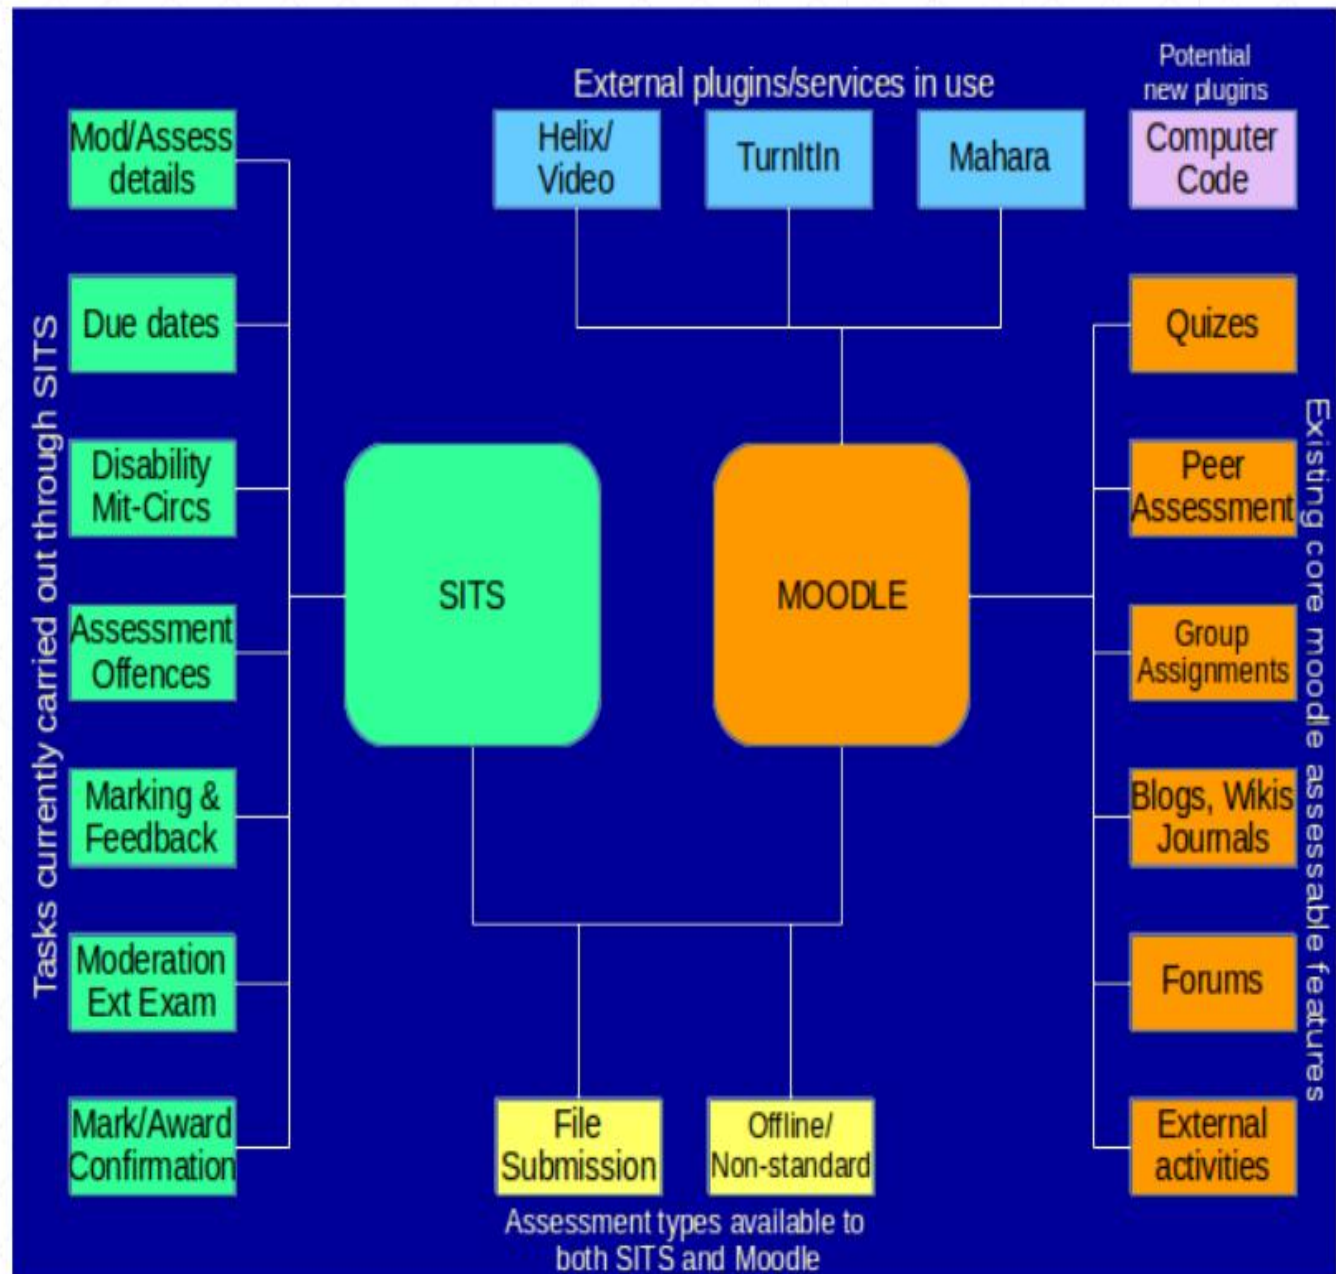 External plugins/services in use
Potential
new plugins
Mod/Assess
details
Helix/
Video
TurnItIn
Mahara
Computer
Code
Due dates
Quizes
Tasks currently carried out through SITS
Existing core moodle assessable features
Disability
Mit-Circs
Peer
Assessment
SITS
MOODLE
Assessment
Offences
Group
Assignments
Marking &
Feedback
Blogs, Wikis
Journals
Moderation
Ext Exam
Forums
Mark/Award
Confirmation
File
Submission
Offline/
Non-standard
External
activities
Assessment types available to
both SITS and Moodle